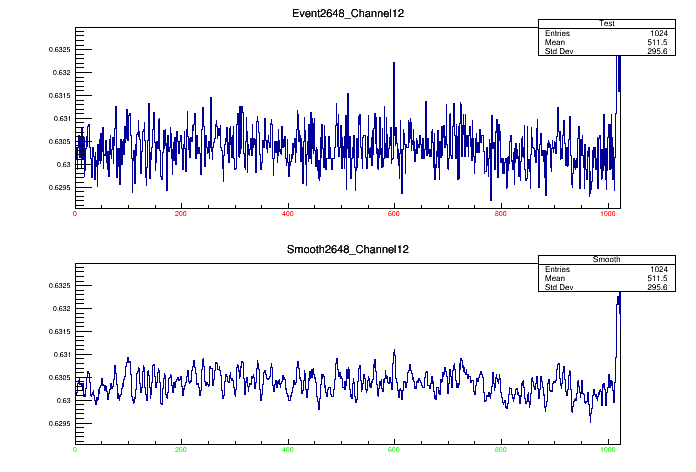 Event2648_Channel12
Test
Entries 1024
Mean 511.5
Std Dev 295.6
0.6325
0.632
0.6315
0.631
0.6305
0.63
0.6295
0 200 400 600 800 1000
Smooth2648_Channel12
Smooth
Entries 1024
Mean 511.5
Std Dev 295.6
0.6325
0.632
0.6315
0.631
0.6305
0.63
0.6295
0 200 400 600 800 1000